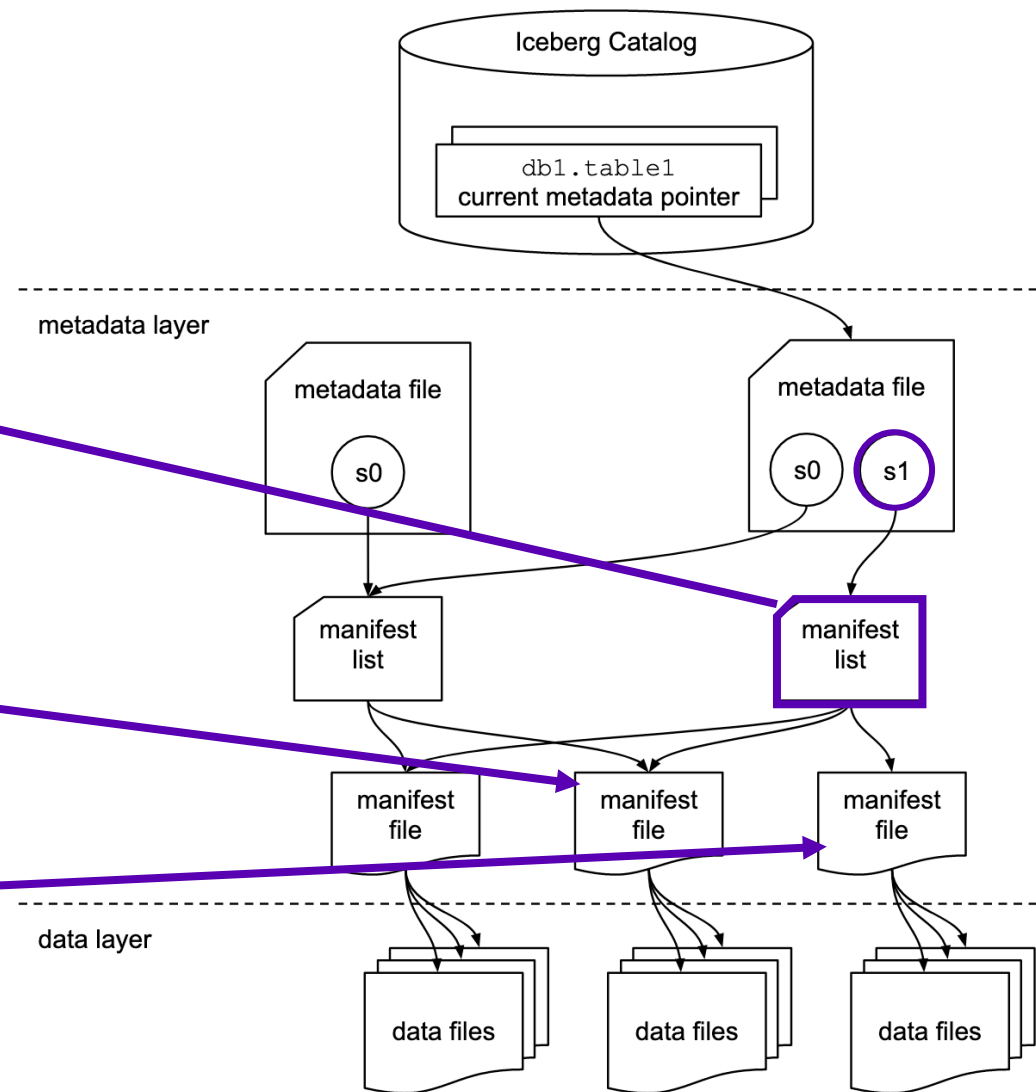 Iceberg Catalog
db1.table1
current metadata pointer
metadata layer
metadata file
metadata file
s0
s0
s1
manifest
list
manifest
list
manifest
file
manifest
file
manifest
file
data layer
data files
data files
data files